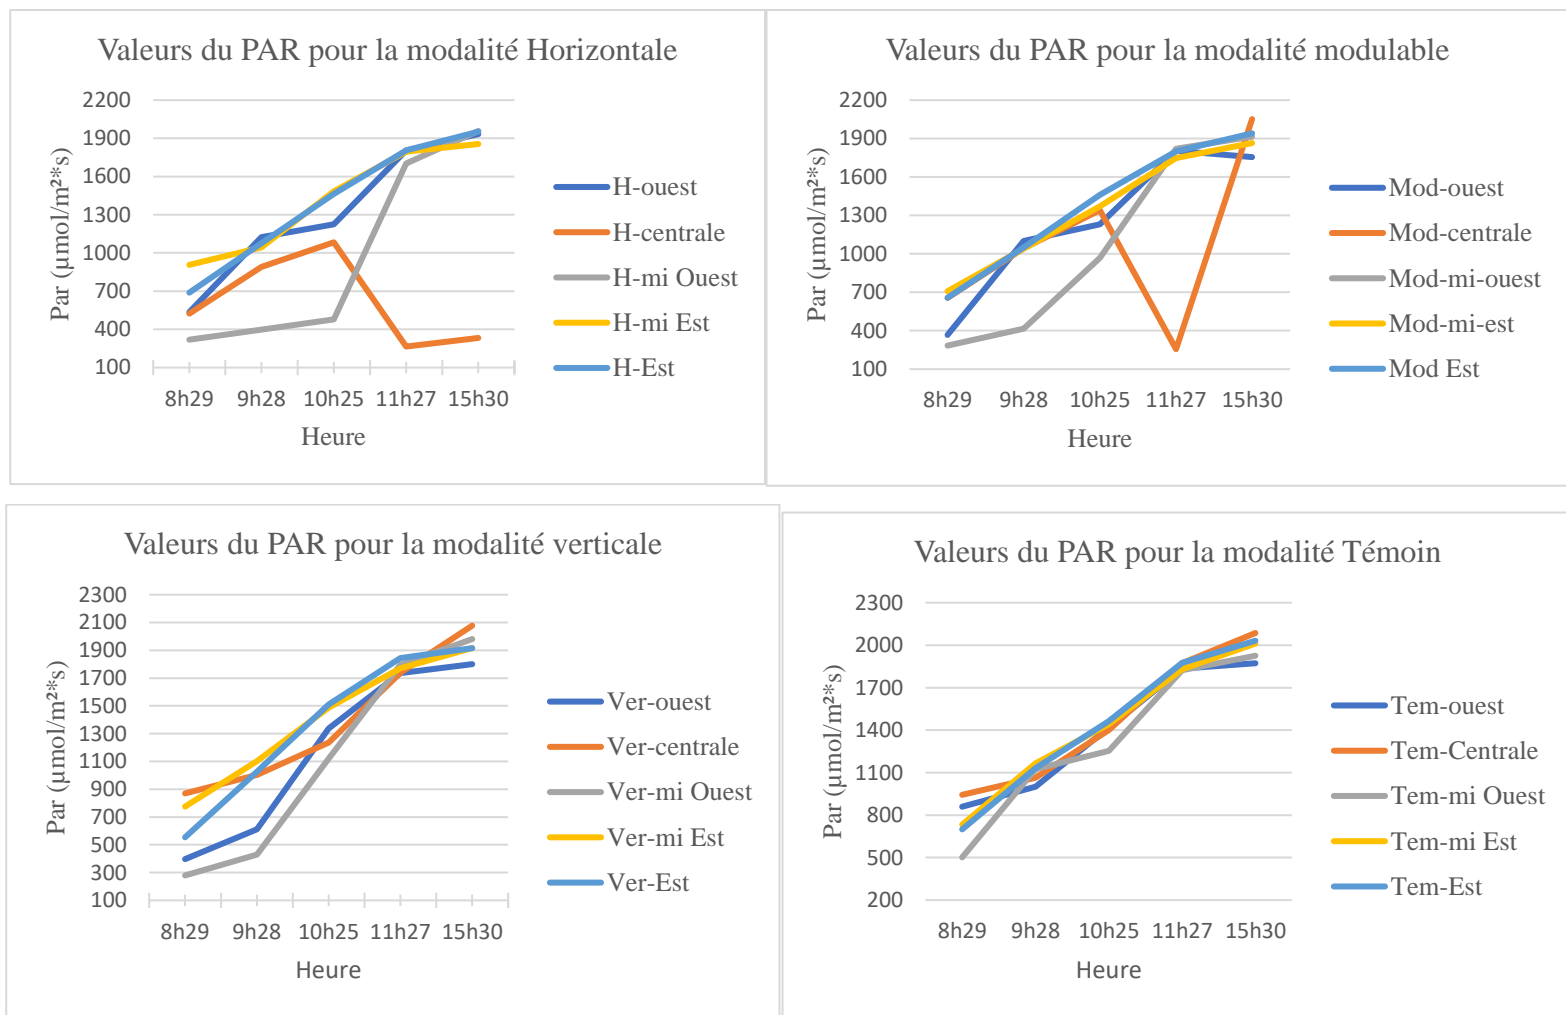 Valeurs du PAR pour la modalité Horizontale
Par (µmol/m²*s)
2200
1900
1600
1300
1000
700
400
100
8h29 9h28 10h25 11h27 15h30
Heure
H-ouest
H-centrale
H-mi Ouest
H-mi Est
H-Est
Valeurs du PAR pour la modalité modulable
Par (µmol/m²*s)
2200
1900
1600
1300
1000
700
400
100
8h29 9h28 10h25 11h27 15h30
Heure
Mod-ouest
Mod-centrale
Mod-mi-ouest
Mod-mi-est
Mod Est
Valeurs du PAR pour la modalité verticale
Par (µmol/m²*s)
2300
2100
1900
1700
1500
1300
1100
900
700
500
300
100
8h29 9h28 10h25 11h27 15h30
Heure
Ver-ouest
Ver-centrale
Ver-mi Ouest
Ver-mi Est
Ver-Est
Valeurs du PAR pour la modalité Témoin
Par (µmol/m²*s)
2300
2000
1700
1400
1100
800
500
200
8h29 9h28 10h25 11h27 15h30
Heure
Tem-ouest
Tem-Centrale
Tem-mi Ouest
Tem-mi Est
Tem-Est